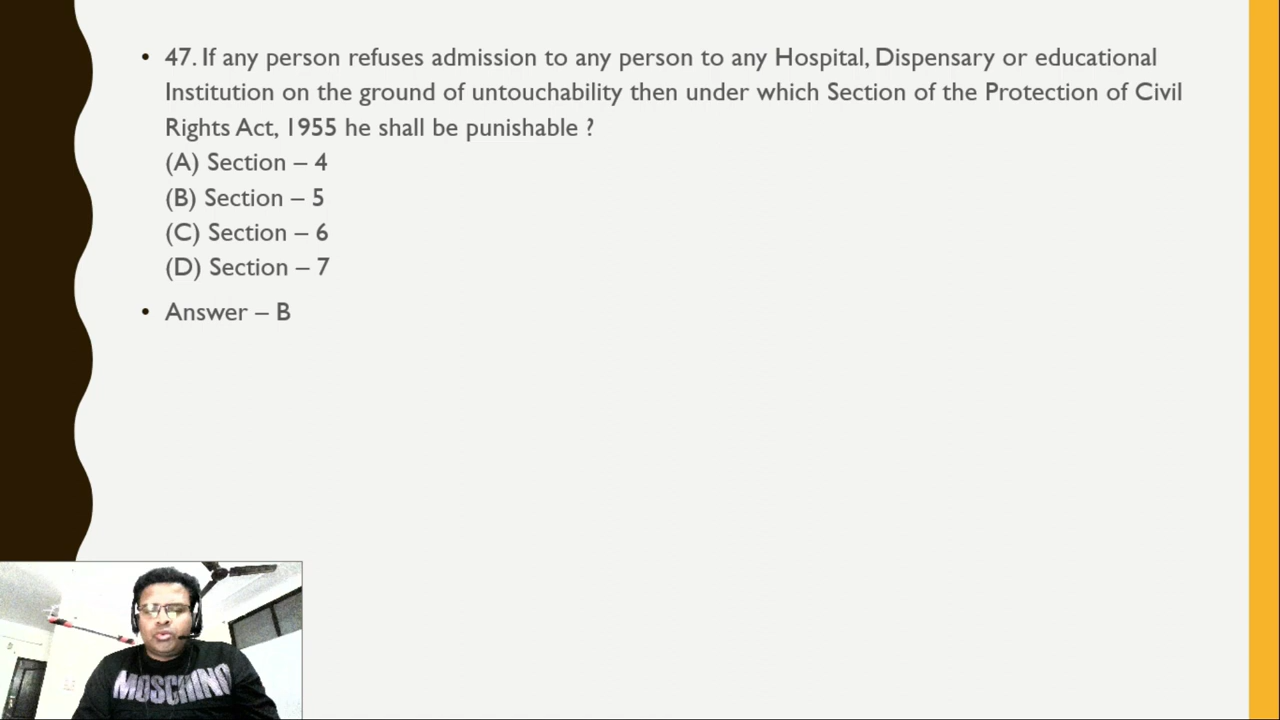 • 47. If any person refuses admission to any person to any Hospital, Dispensary or educational
Institution on the ground of untouchability then under which Section of the Protection of Civil
Rights Act, 1955 he shall be punishable ?
(A) Section – 4
(B) Section – 5
(C) Section – 6
(D) Section – 7
• Answer – B
MOSCHINO